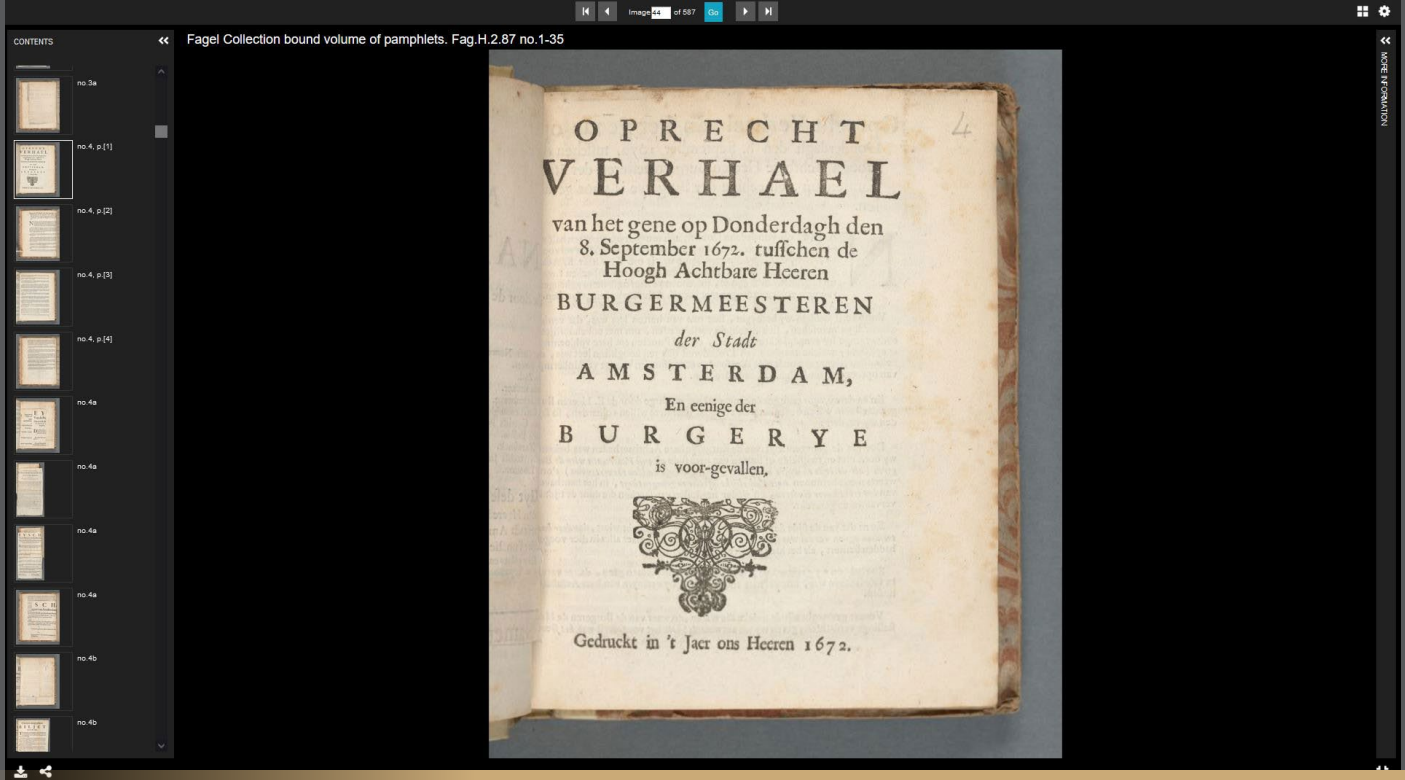 Image 44 of 587 Go
CONTENTS
Fagel Collection bound volume of pamphlets. Fag.H.2.87 no.1-35
MORE INFORMATION
no.3a
no.4, p.[1]
no.4, p.[2]
no.4, p.[3]
no.4, p.[4]
no.4a
no.4a
no.4a
no.4a
no.4b
no.4b
4
OPRECHT
VERHAEL
van het gene op Donderdagh den
8. September 1672. tuſſchen de
Hoogh Achtbare Heeren
BURGERMEESTEREN
der Stadt
AMSTERDAM,
En eenige der
BURGERYE
is voor-gevallen.
Gedruckt in 't Jaer ons Heeren 1672.